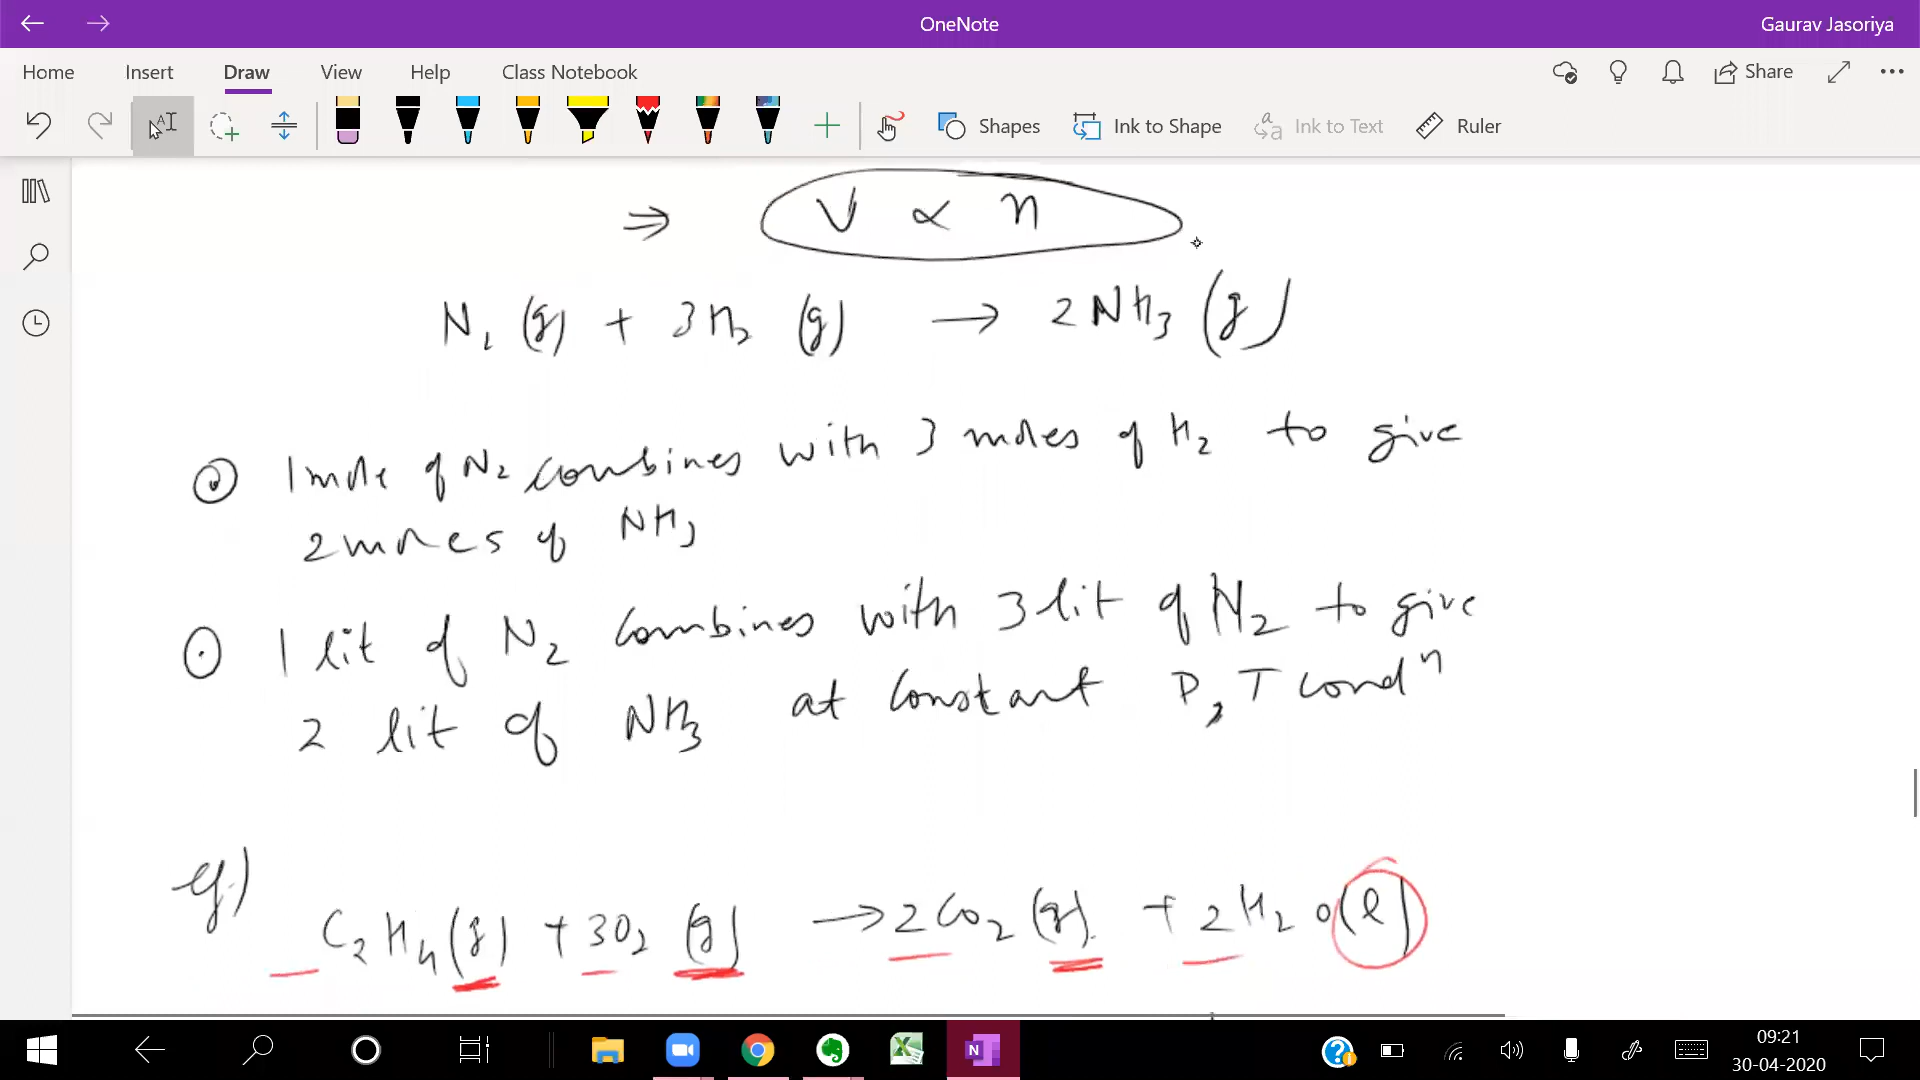 OneNote
Gaurav Jasoriya
Home Insert Draw View Help Class Notebook Share
Shapes Ink to Shape Ink to Text Ruler
⇒ V ∝ n
N₂ (g) + 3H₂ (g) → 2NH₃ (g)
1 mole of N₂ combines with 3 moles of H₂ to give
2 moles of NH₃
1 lit of N₂ combines with 3 lit of H₂ to give
2 lit of NH₃ at constant P, T condⁿ
eg.)
C₂H₄(g) + 3O₂ (g) → 2CO₂ (g) + 2H₂O(l)
09:21
30-04-2020